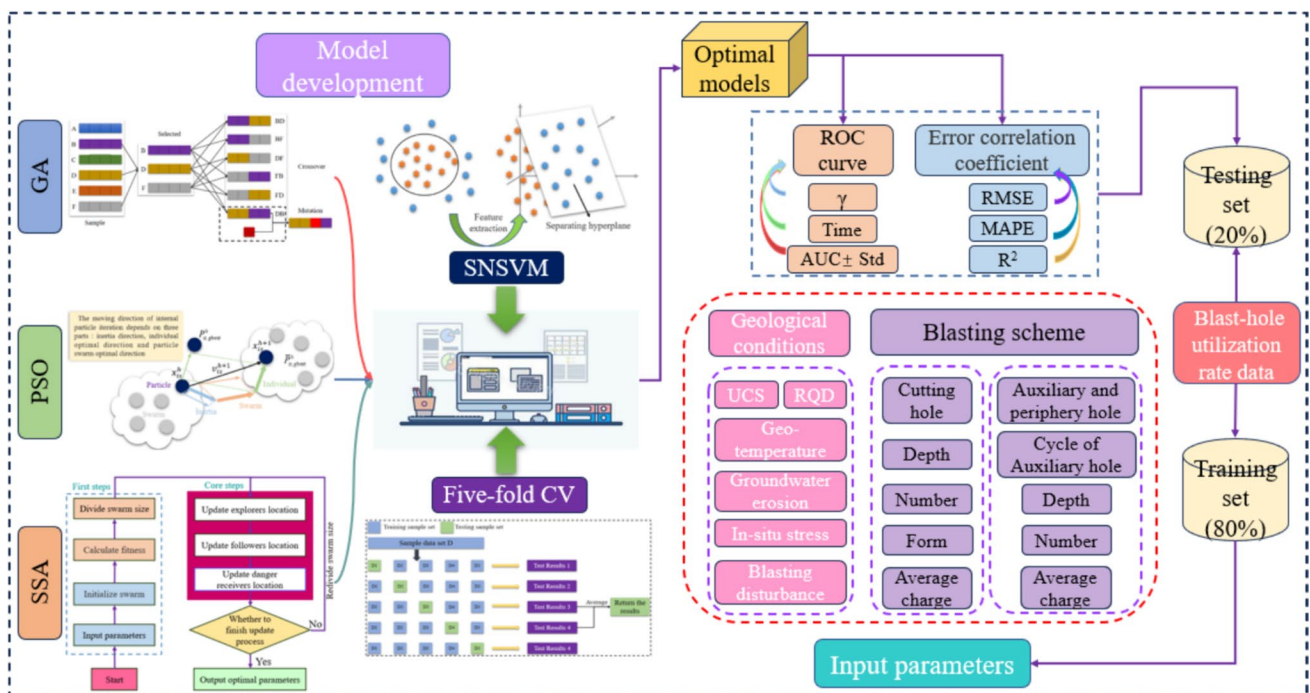 Model
development
GA
A
B
C
D
E
F
Sample
Selected
B
D
F
BD
BF
DF
FB
FD
DB
Crossover
Mutation
Feature
extraction
Separating hyperplane
SNSVM
PSO
The moving direction of internal
particle iteration depends on three
parts : inertia direction, individual
optimal direction and particle
swarm optimal direction
Particle
Inertia
Swarm
Individual
Swarm
SSA
First steps
Divide swarm size
Calculate fitness
Initialize swarm
Input parameters
Start
Core steps
Update explorers location
Update followers location
Update danger
receivers location
Whether to
finish update
process
No
Yes
Output optimal parameters
Redivide swarm size
Five-fold CV
Training sample set
Testing sample set
Sample data set D
Test Results 1
Test Results 2
Test Results 3
Test Results 4
Test Results 4
Average
Return the
results
Optimal
models
ROC
curve
γ
Time
AUC± Std
Error correlation
coefficient
RMSE
MAPE
R²
Testing
set
(20%)
Blast-hole
utilization
rate data
Training
set
(80%)
Geological
conditions
UCS
RQD
Geo-
temperature
Groundwater
erosion
In-situ stress
Blasting
disturbance
Blasting scheme
Cutting
hole
Depth
Number
Form
Average
charge
Auxiliary and
periphery hole
Cycle of
Auxiliary hole
Depth
Number
Average
charge
Input parameters